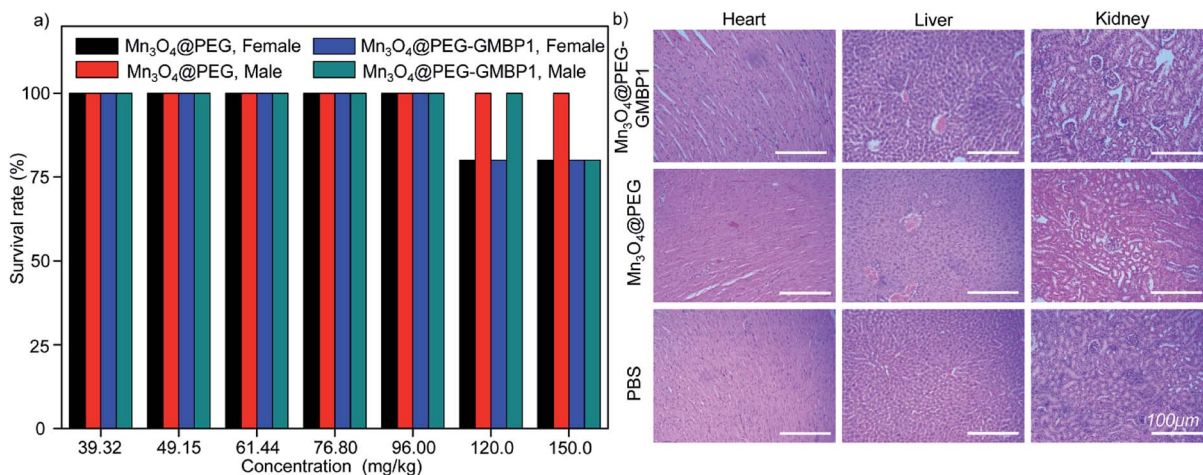 a)
Mn₃O₄@PEG, Female
Mn₃O₄@PEG-GMBP1, Female
Mn₃O₄@PEG, Male
Mn₃O₄@PEG-GMBP1, Male
100
75
50
25
0
Survival rate (%)
39.32 49.15 61.44 76.80 96.00 120.0 150.0
Concentration (mg/kg)
b)
Heart Liver Kidney
Mn₃O₄@PEG-
GMBP1
Mn₃O₄@PEG
PBS
100μm